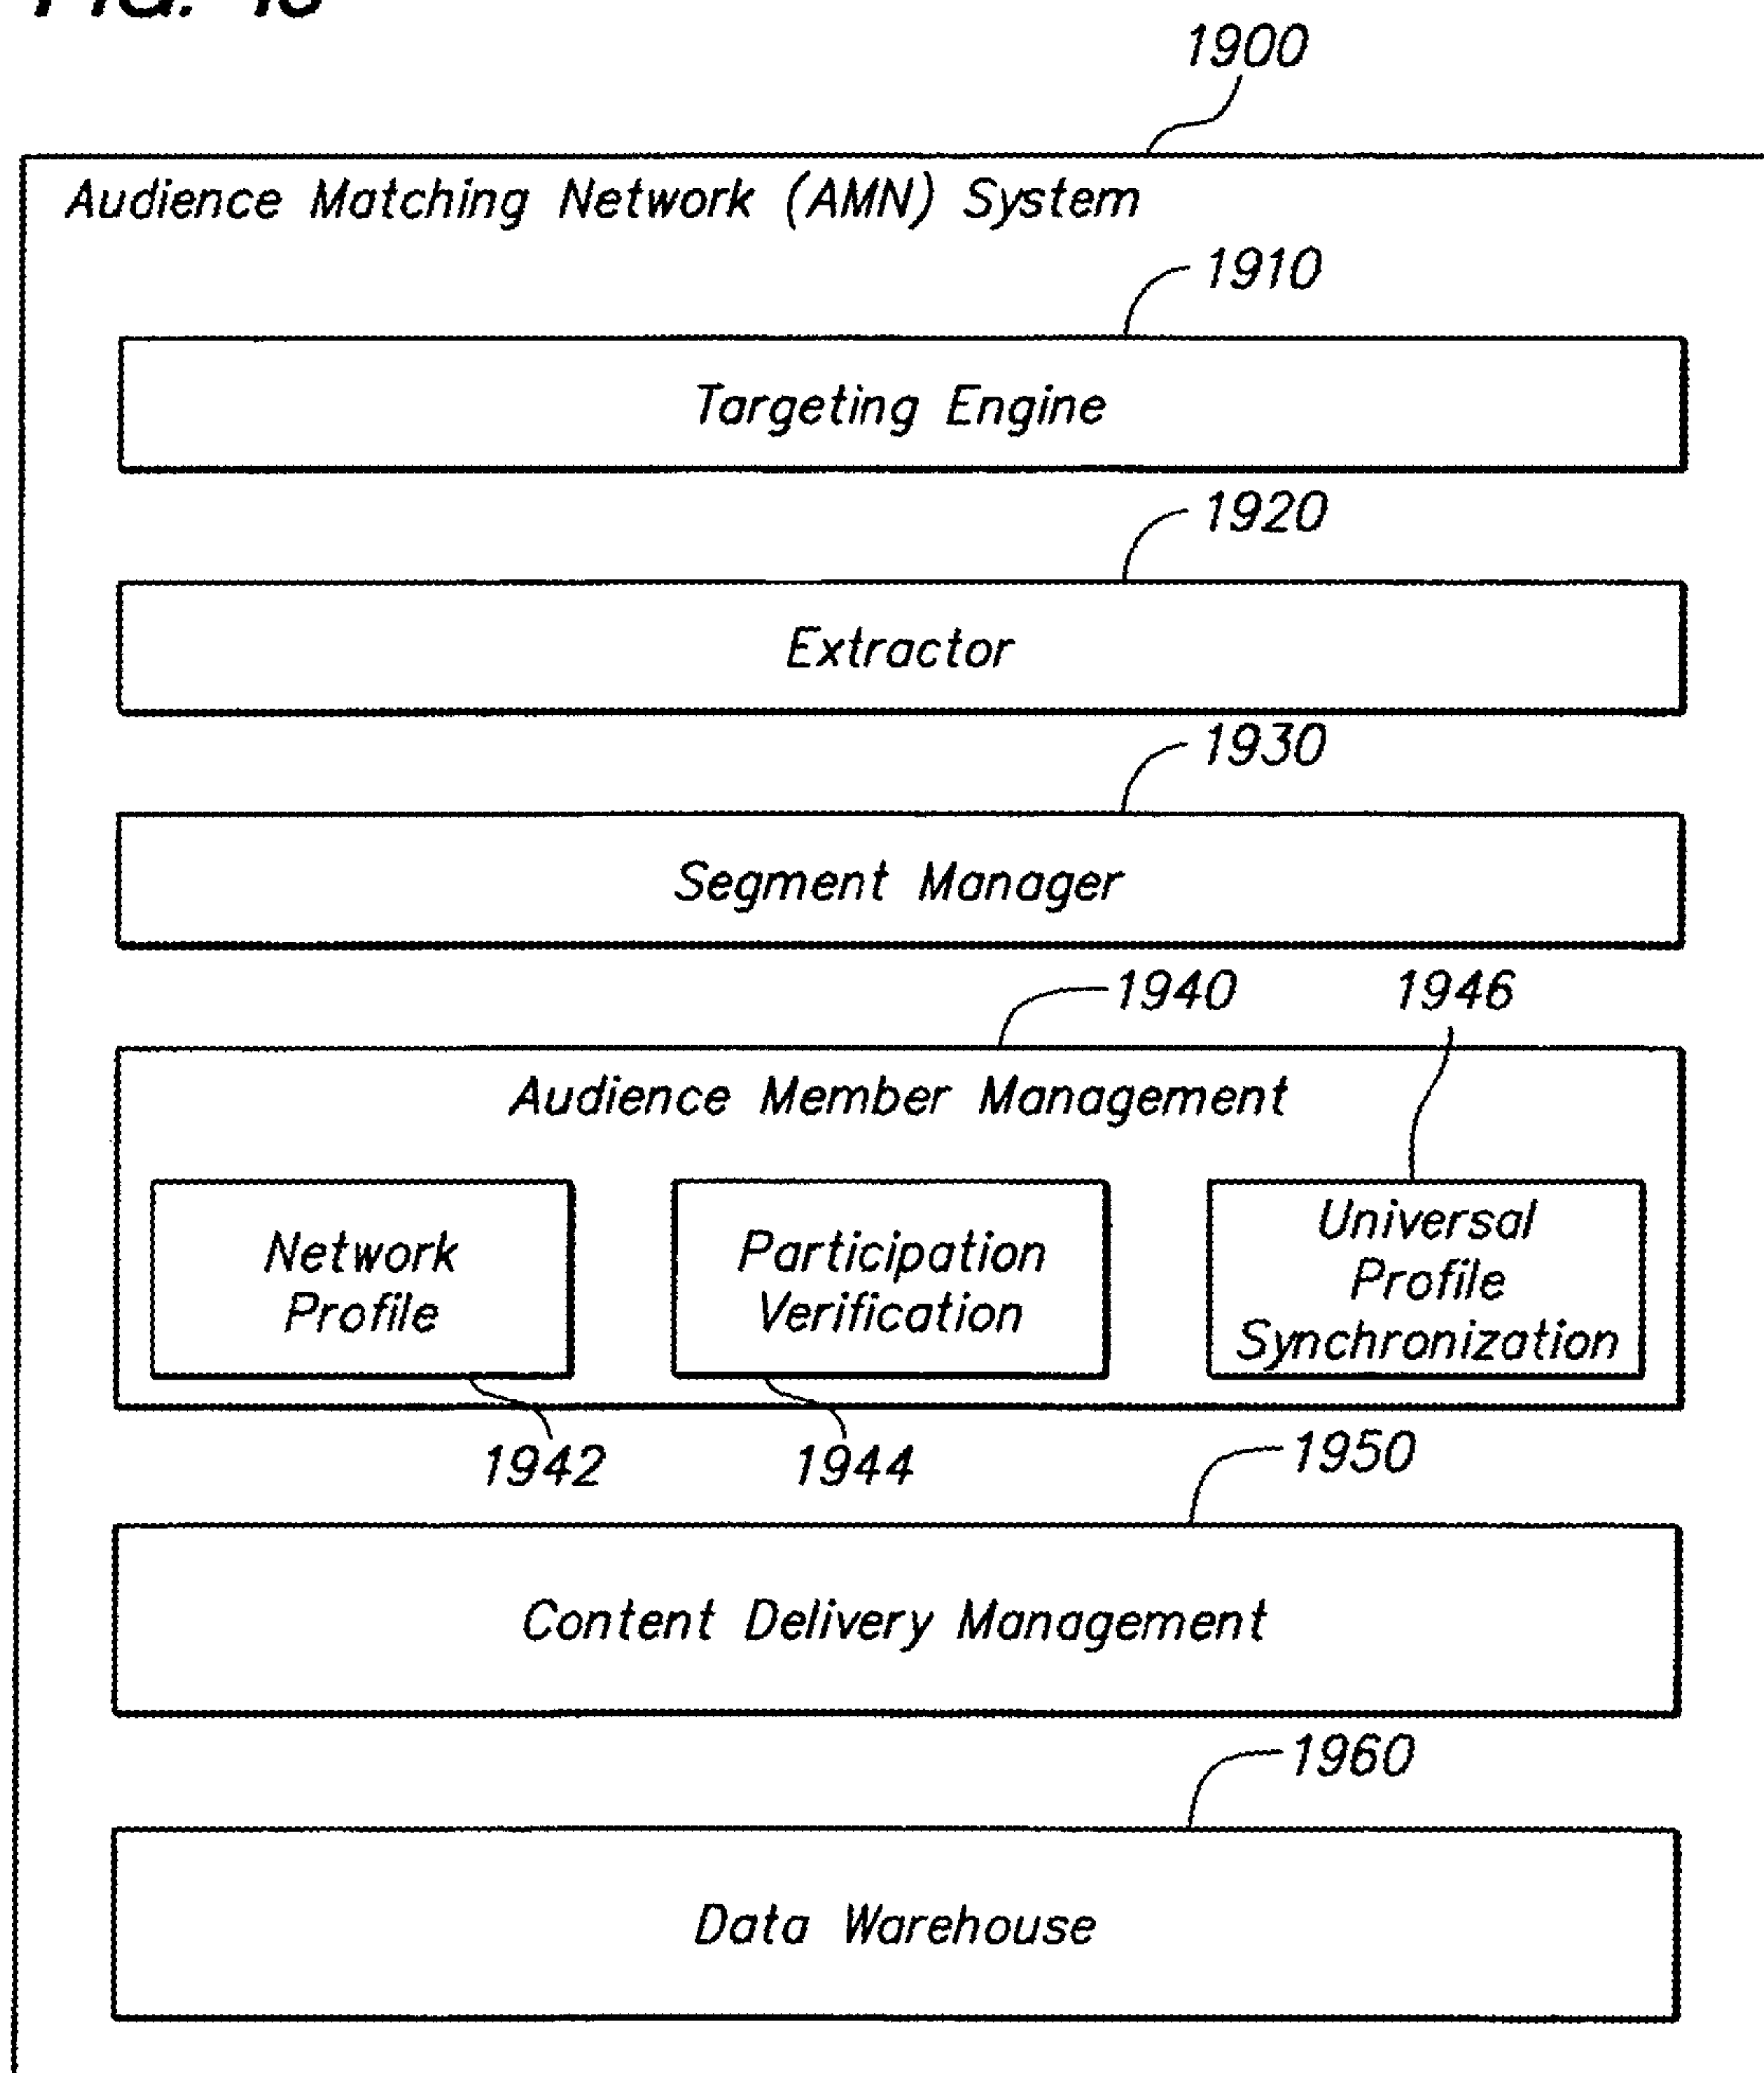 1900
Audience Matching Network (AMN) System
1910
Targeting Engine
1920
Extractor
1930
Segment Manager
1940
1946
Audience Member Management
Network
Profile
Participation
Verification
Universal
Profile
Synchronization
1942
1944
1950
Content Delivery Management
1960
Data Warehouse